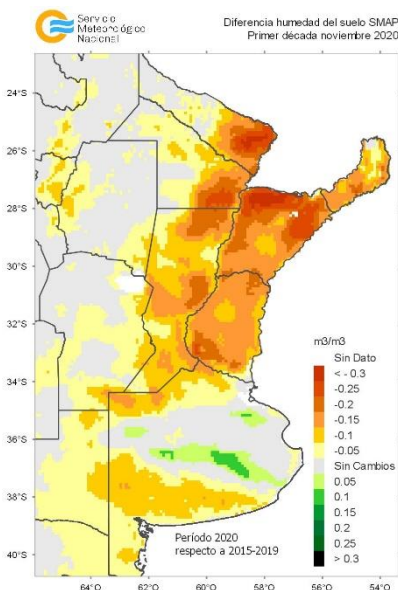 Servicio
Meteorológico
Nacional
Diferencia humedad del suelo SMAP
Primer década noviembre 2020
24°S
26°S
28°S
30°S
32°S
34°S
36°S
38°S
40°S
m3/m3
Sin Dato
< - 0.3
-0.25
-0.2
-0.15
-0.1
-0.05
Sin Cambios
0.05
0.1
0.15
0.2
0.25
> 0.3
Período 2020
respecto a 2015-2019
64°O 62°O 60°O 58°O 56°O 54°O